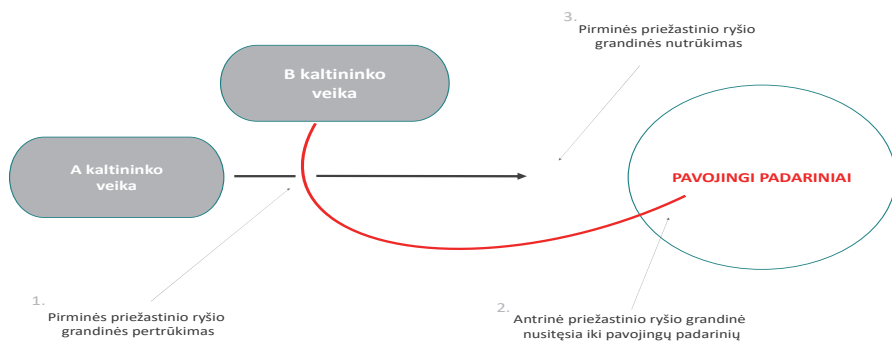 3.
Pirminės priežastinio ryšio
grandinės nutrūkimas
B kaltininko
veika
A kaltininko
veika
PAVOJINGI PADARINIAI
1.
Pirminės priežastinio ryšio
grandinės pertrūkimas
2.
Antrinė priežastinio ryšio grandinė
nusitęsia iki pavojingų padarinių